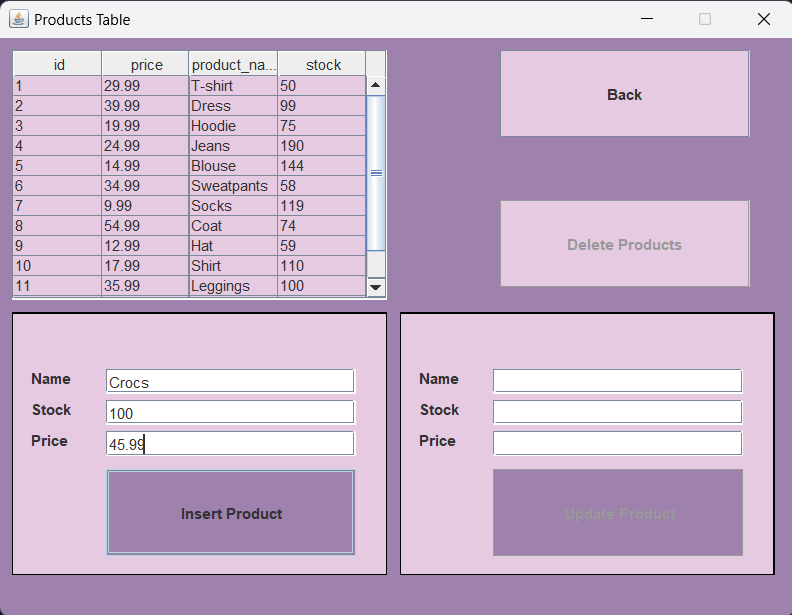 Products Table
id price product_na... stock
1 29.99 T-shirt 50
2 39.99 Dress 99
3 19.99 Hoodie 75
4 24.99 Jeans 190
5 14.99 Blouse 144
6 34.99 Sweatpants 58
7 9.99 Socks 119
8 54.99 Coat 74
9 12.99 Hat 59
10 17.99 Shirt 110
11 35.99 Leggings 100
Back
Delete Products
Name Crocs
Stock 100
Price 45.99
Insert Product
Name
Stock
Price
Update Product